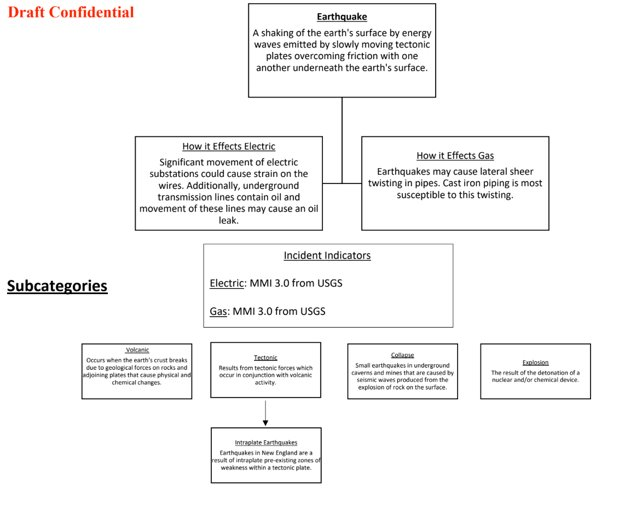 Draft Confidential
Earthquake
A shaking of the earth's surface by energy
waves emitted by slowly moving tectonic
plates overcoming friction with one
another underneath the earth's surface.
How it Effects Electric
Significant movement of electric
substations could cause strain on the
wires. Additionally, underground
transmission lines contain oil and
movement of these lines may cause an oil
leak.
How it Effects Gas
Earthquakes may cause lateral sheer
twisting in pipes. Cast iron piping is most
susceptible to this twisting.
Incident Indicators
Electric: MMI 3.0 from USGS
Gas: MMI 3.0 from USGS
Subcategories
Volcanic
Occurs when the earth's crust breaks
due to geological forces on rocks and
adjoining plates that cause physical and
chemical changes.
Tectonic
Results from tectonic forces which
occur in conjunction with volcanic
activity.
Collapse
Small earthquakes in underground
caverns and mines that are caused by
seismic waves produced from the
explosion of rock on the surface.
Explosion
The result of the detonation of a
nuclear and/or chemical device.
Intraplate Earthquakes
Earthquakes in New England are a
result of intraplate pre-existing zones of
weakness within a tectonic plate.